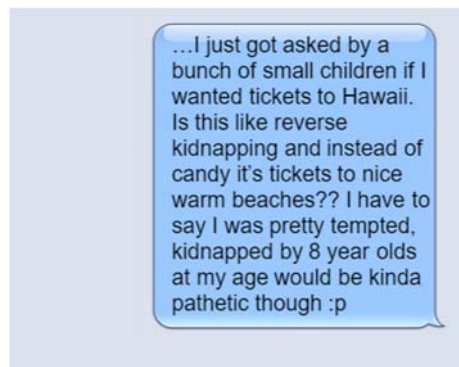 ...I just got asked by a
bunch of small children if I
wanted tickets to Hawaii.
Is this like reverse
kidnapping and instead of
candy it's tickets to nice
warm beaches?? I have to
say I was pretty tempted,
kidnapped by 8 year olds
at my age would be kinda
pathetic though :p